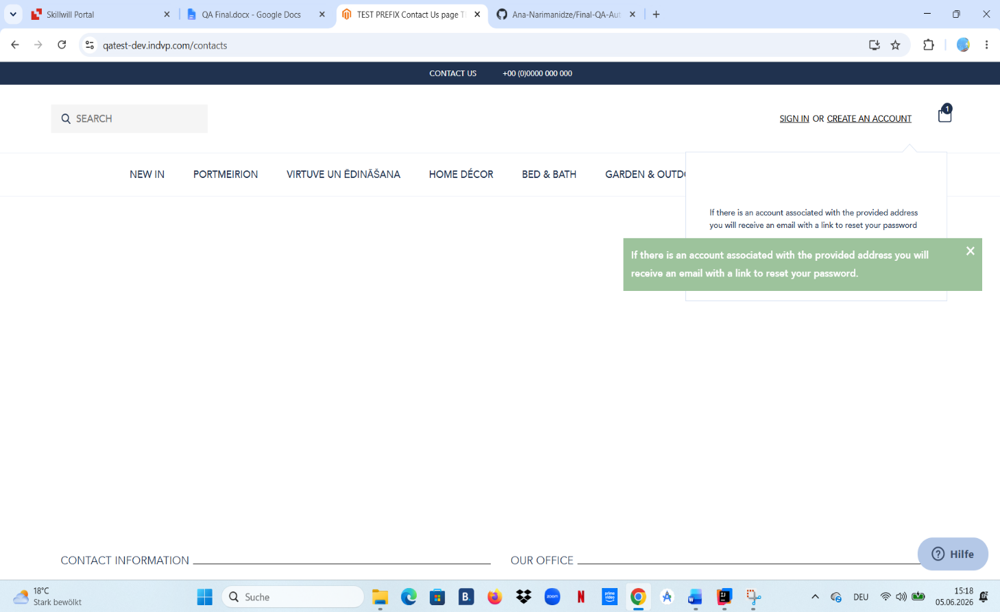 Skillwill Portal
QA Final.docx - Google Docs
TEST PREFIX Contact Us page
Ana-Narimanidze/Final-QA-Aut
qatest-dev.indvp.com/contacts
CONTACT US +00 (0)0000 000 000
SEARCH
SIGN IN OR CREATE AN ACCOUNT
1
NEW IN PORTMEIRION VIRTUVE UN ĒDINĀŠANA HOME DÉCOR BED & BATH GARDEN & OUTDO
If there is an account associated with the provided address
you will receive an email with a link to reset your password
If there is an account associated with the provided address you will
receive an email with a link to reset your password.
CONTACT INFORMATION
OUR OFFICE
Hilfe
18°C
Stark bewölkt
Suche
B.
zoom
N
prime video
DEU
15:18
05.06.2026